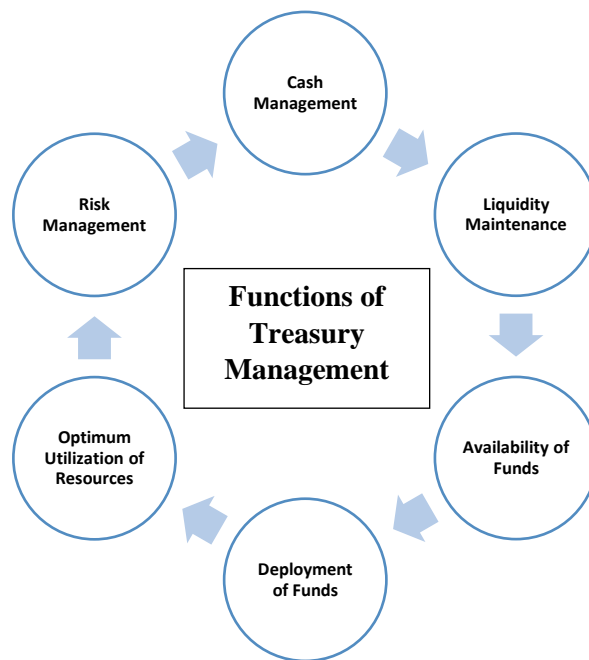 Cash
Management
Liquidity
Maintenance
Availability of
Funds
Deployment
of Funds
Optimum
Utilization of
Resources
Risk
Management
Functions of
Treasury
Management